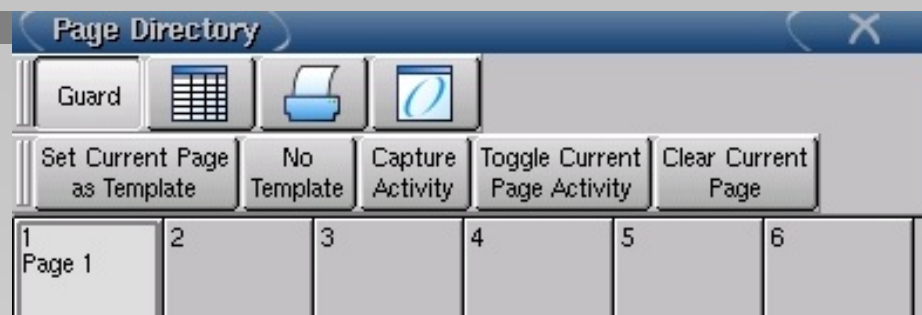 Page Directory
Guard
Set Current Page
as Template
No
Template
Capture
Activity
Toggle Current
Page Activity
Clear Current
Page
1
Page 1
2
3
4
5
6